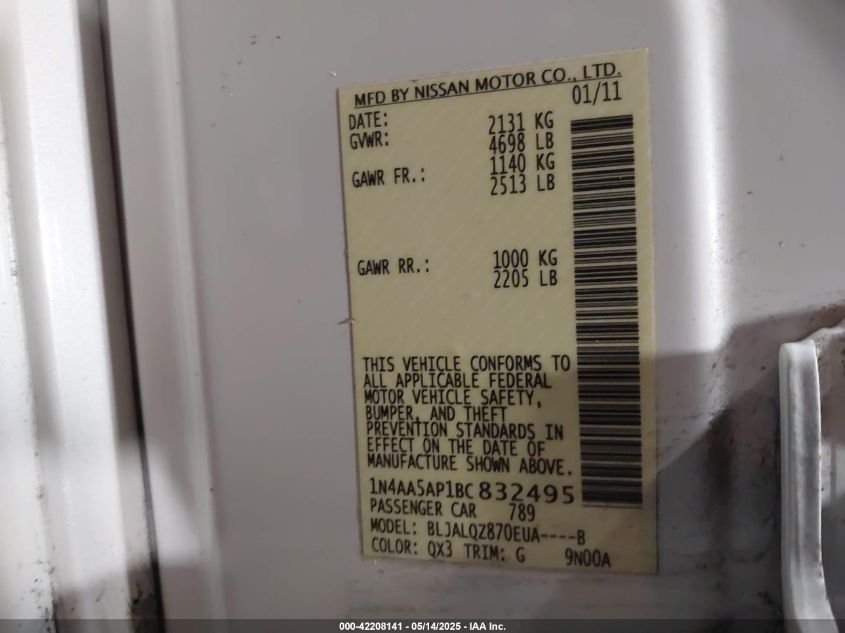 MFD BY NISSAN MOTOR CO., LTD.
DATE: 01/11
GVWR: 2131 KG
4698 LB
GAWR FR.: 1140 KG
2513 LB
GAWR RR.: 1000 KG
2205 LB
THIS VEHICLE CONFORMS TO
ALL APPLICABLE FEDERAL
MOTOR VEHICLE SAFETY,
BUMPER, AND THEFT
PREVENTION STANDARDS IN
EFFECT ON THE DATE OF
MANUFACTURE SHOWN ABOVE.
1N4AA5AP1BC832495
PASSENGER CAR 789
MODEL: BLJALQZ870EUA----B
COLOR: QX3 TRIM: G 9N00A
000-42208141 - 05/14/2025 - IAA Inc.